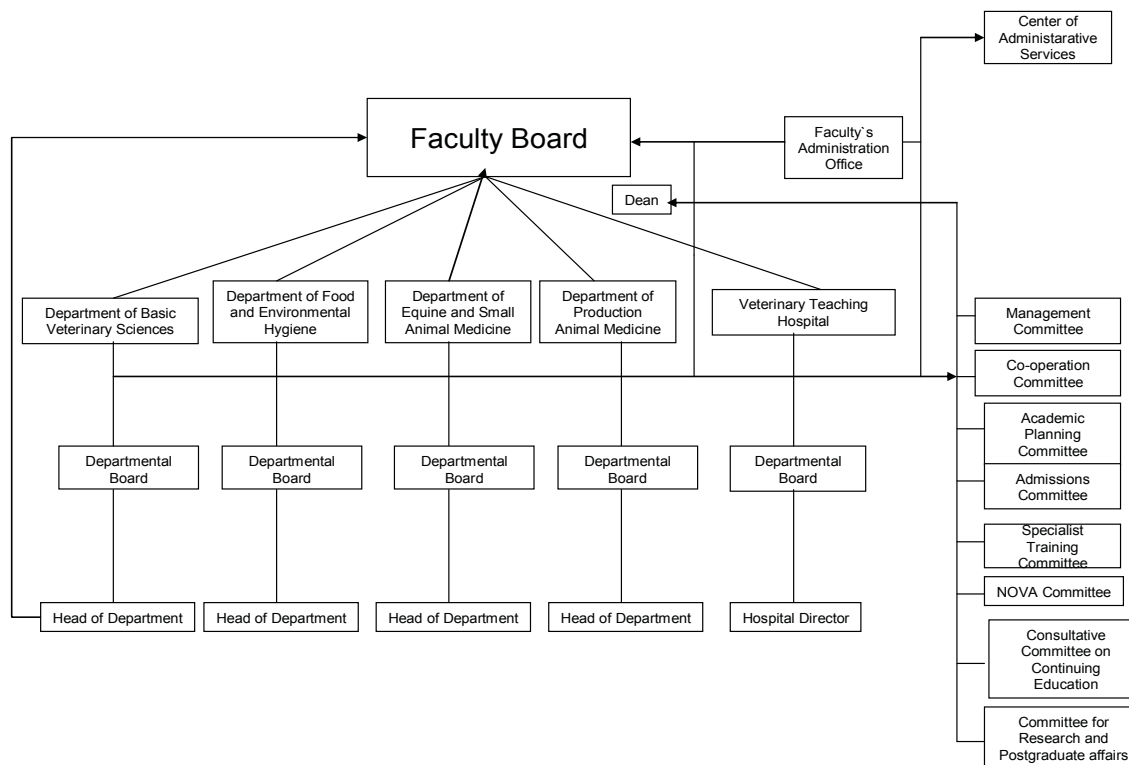 Center of
Administarative
Services
Faculty Board
Faculty`s
Administration
Office
Dean
Department of Basic
Veterinary Sciences
Department of Food
and Environmental
Hygiene
Department of
Equine and Small
Animal Medicine
Department of
Production
Animal Medicine
Veterinary Teaching
Hospital
Management
Committee
Co-operation
Committee
Academic
Planning
Committee
Admissions
Committee
Specialist
Training
Committee
NOVA Committee
Consultative
Committee on
Continuing
Education
Committee for
Research and
Postgraduate affairs
Departmental
Board
Departmental
Board
Departmental
Board
Departmental
Board
Departmental
Board
Head of Department
Head of Department
Head of Department
Head of Department
Hospital Director